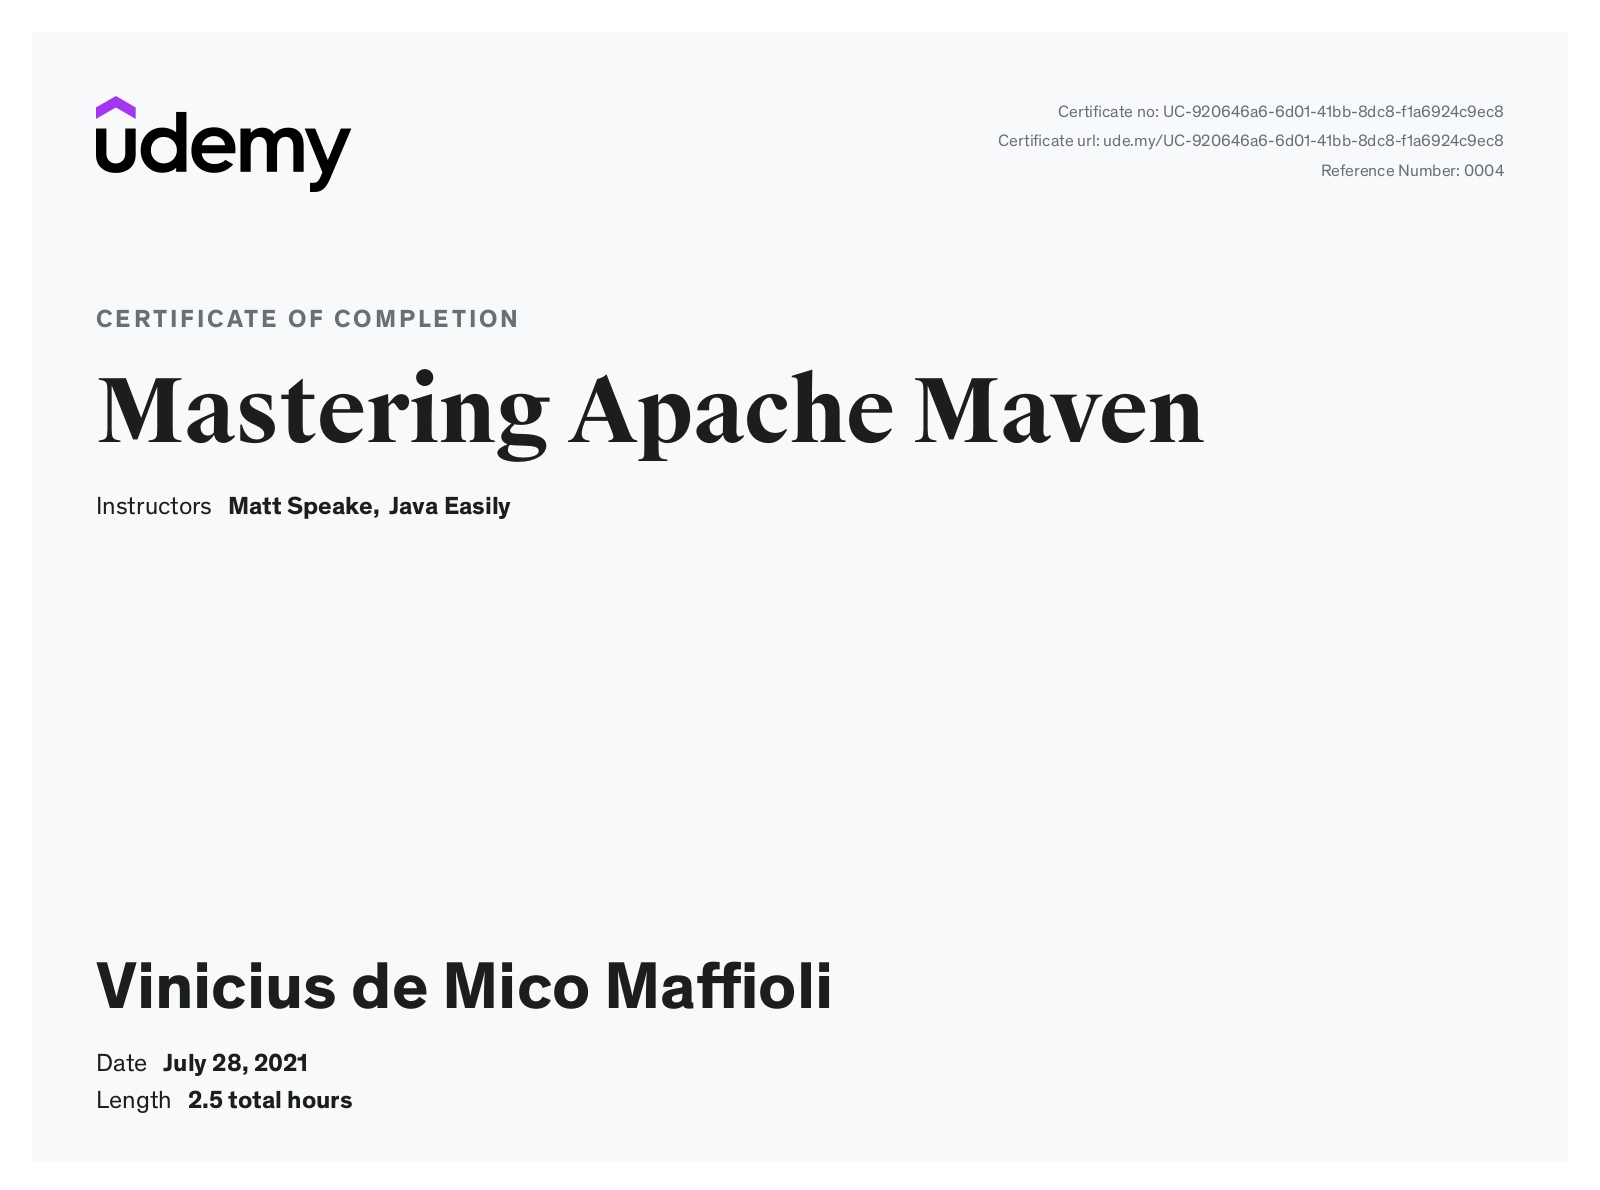 udemy
Certificate no: UC-920646a6-6d01-41bb-8dc8-f1a6924c9ec8
Certificate url: ude.my/UC-920646a6-6d01-41bb-8dc8-f1a6924c9ec8
Reference Number: 0004
CERTIFICATE OF COMPLETION
Mastering Apache Maven
Instructors Matt Speake, Java Easily
Vinicius de Mico Maffioli
Date July 28, 2021
Length 2.5 total hours